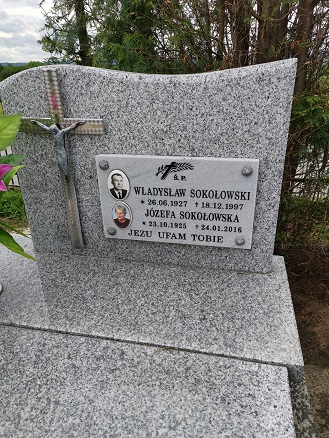 Ś. P.
WŁADYSŁAW SOKOŁOWSKI
* 26.06.1927 † 18.12.1997
JÓZEFA SOKOŁOWSKA
* 23.10.1925 † 24.01.2016
JEZU UFAM TOBIE